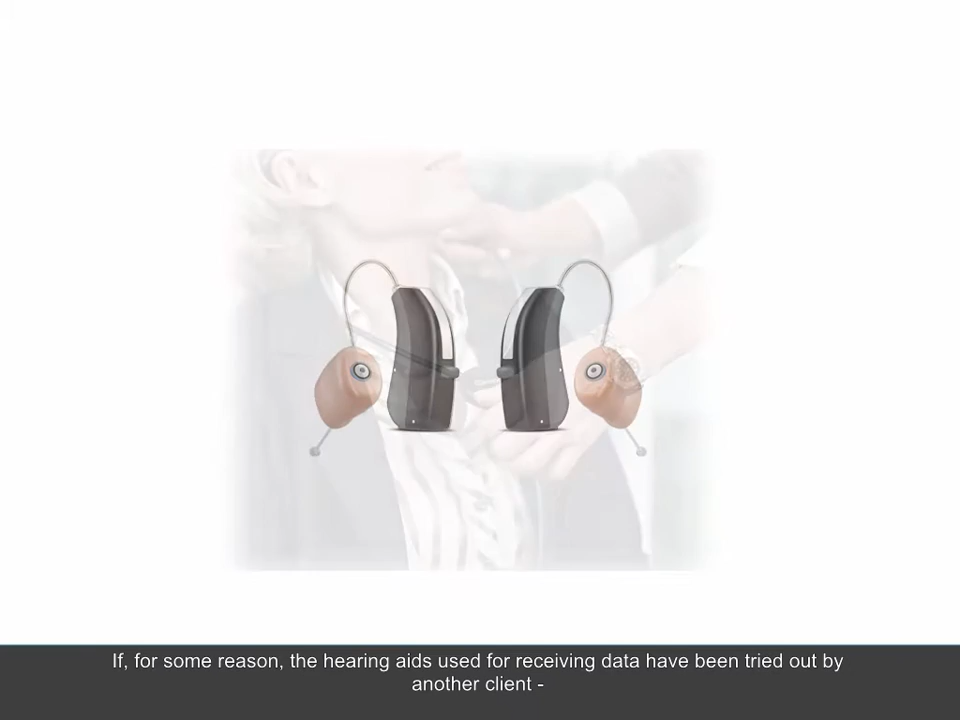 If, for some reason, the hearing aids used for receiving data have been tried out by
another client -